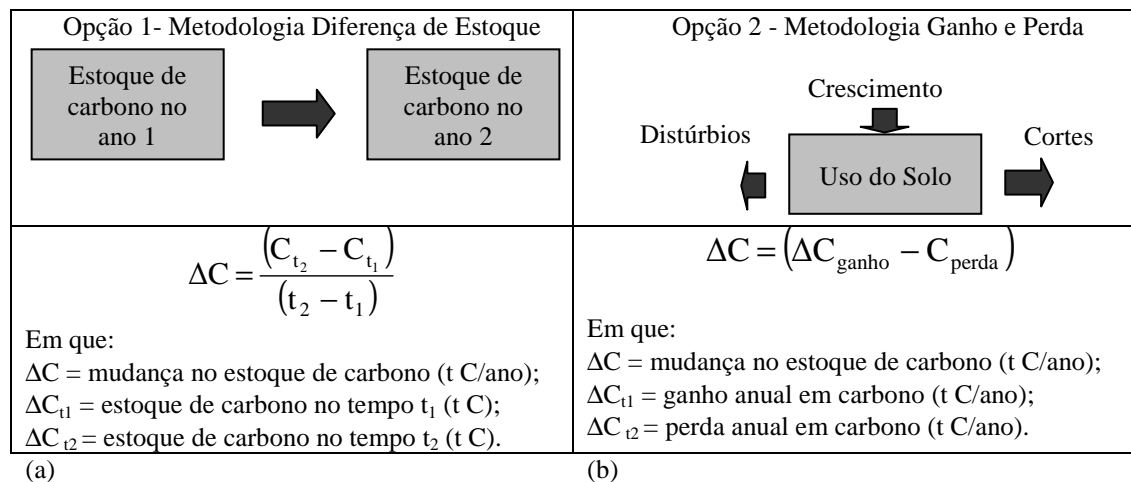 Opção 1- Metodologia Diferença de Estoque
Estoque de
carbono no
ano 1
Estoque de
carbono no
ano 2
ΔC = (C_t₂ − C_t₁) / (t₂ − t₁)
Em que:
ΔC = mudança no estoque de carbono (t C/ano);
ΔC_t1 = estoque de carbono no tempo t₁ (t C);
ΔC_t2 = estoque de carbono no tempo t₂ (t C).
(a)
Opção 2 - Metodologia Ganho e Perda
Crescimento
Distúrbios
Cortes
Uso do Solo
ΔC = (ΔC_ganho − C_perda)
Em que:
ΔC = mudança no estoque de carbono (t C/ano);
ΔC_t1 = ganho anual em carbono (t C/ano);
ΔC_t2 = perda anual em carbono (t C/ano).
(b)